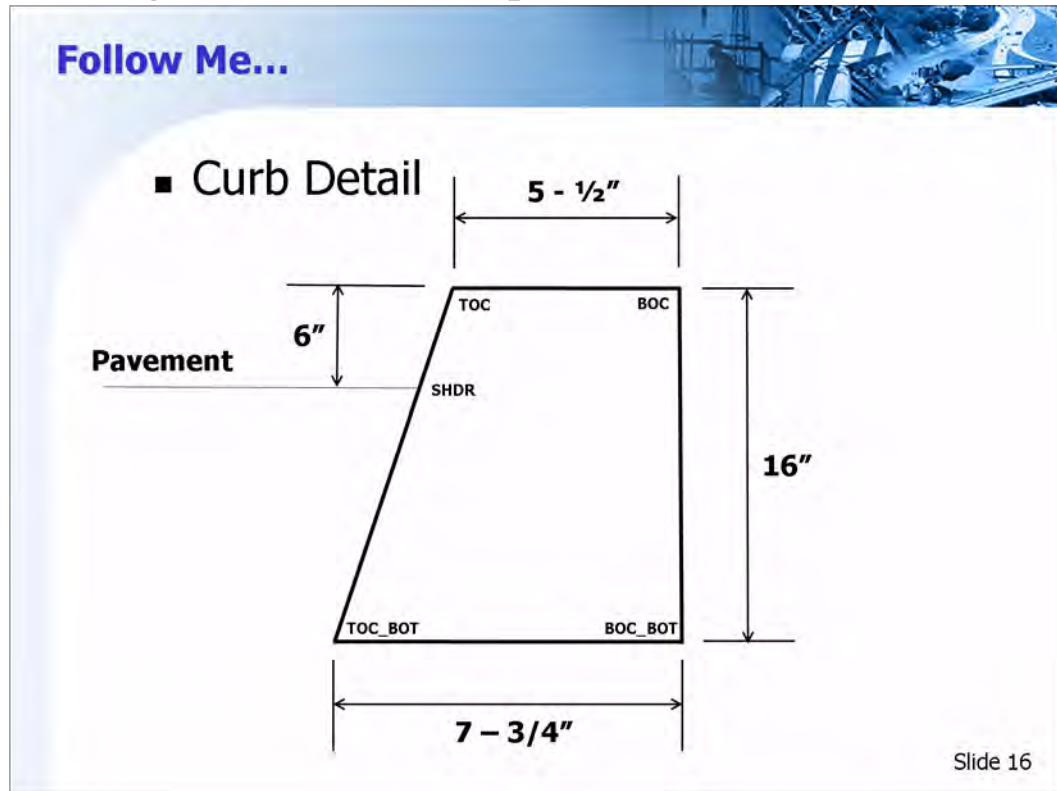 Follow Me...
▪ Curb Detail
5 - ½"
TOC
BOC
6"
Pavement
SHDR
16"
TOC_BOT
BOC_BOT
7 – 3/4"
Slide 16